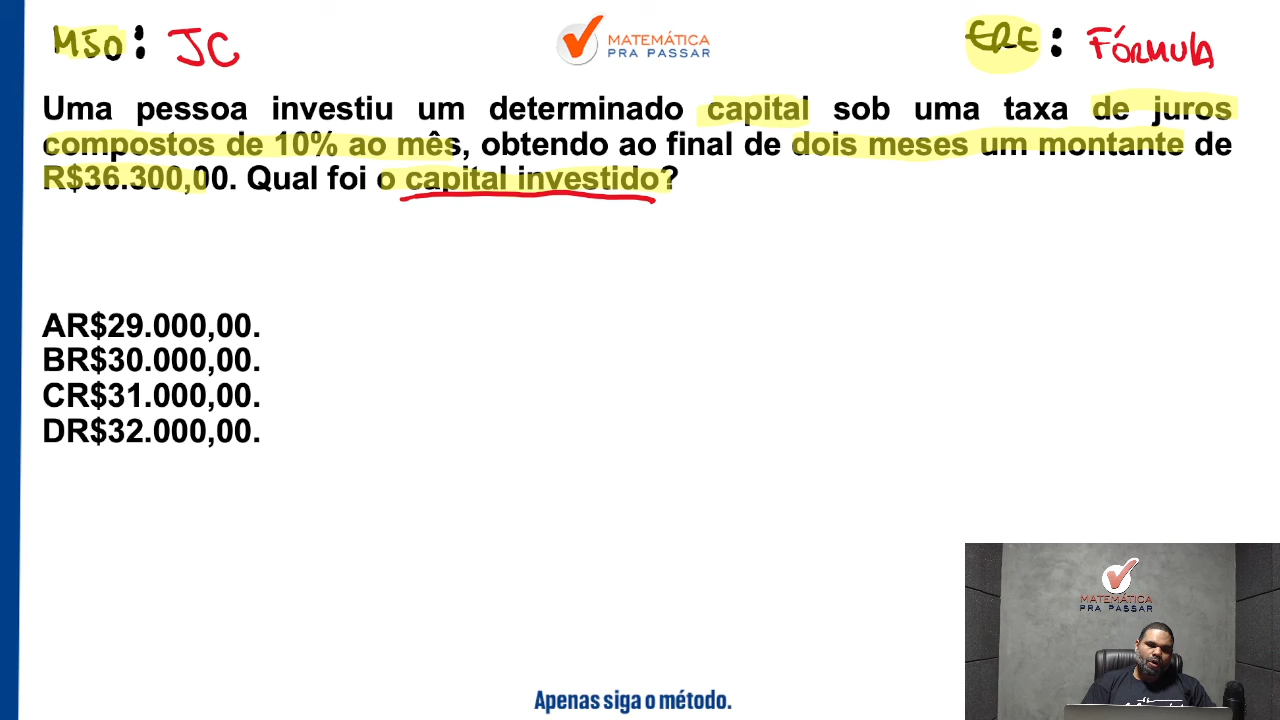 MJO: JC
MATEMÁTICA
PRA PASSAR
ERE: FÓRMULA
Uma pessoa investiu um determinado capital sob uma taxa de juros
compostos de 10% ao mês, obtendo ao final de dois meses um montante de
R$36.300,00. Qual foi o capital investido?
AR$29.000,00.
BR$30.000,00.
CR$31.000,00.
DR$32.000,00.
MATEMÁTICA
PRA PASSAR
Apenas siga o método.